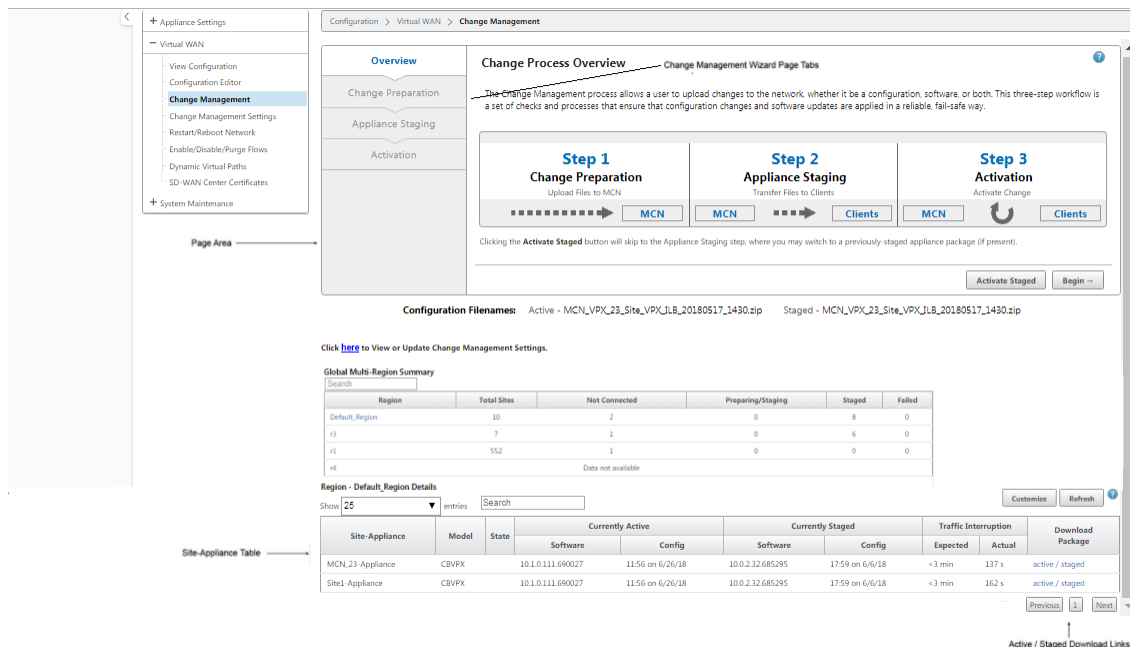 + Appliance Settings
− Virtual WAN
View Configuration
Configuration Editor
Change Management
Change Management Settings
Restart/Reboot Network
Enable/Disable/Purge Flows
Dynamic Virtual Paths
SD-WAN Center Certificates
+ System Maintenance
Page Area
Site-Appliance Table
Configuration > Virtual WAN > Change Management
Overview
Change Preparation
Appliance Staging
Activation
Change Process Overview
Change Management Wizard Page Tabs
?
The Change Management process allows a user to upload changes to the network, whether it be a configuration, software, or both. This three-step workflow is
a set of checks and processes that ensure that configuration changes and software updates are applied in a reliable, fail-safe way.
Step 1 Step 2 Step 3
Change Preparation Appliance Staging Activation
Upload Files to MCN Transfer Files to Clients Activate Change
MCN MCN Clients MCN Clients
Clicking the Activate Staged button will skip to the Appliance Staging step, where you may switch to a previously-staged appliance package (if present).
Activate Staged Begin →
Configuration Filenames: Active - MCN_VPX_23_Site_VPX_ILB_20180517_1430.zip Staged - MCN_VPX_23_Site_VPX_ILB_20180517_1430.zip
Click here to View or Update Change Management Settings.
Global Multi-Region Summary
Search
Region Total Sites Not Connected Preparing/Staging Staged Failed
Default_Region 10 2 0 8 0
r3 7 1 0 6 0
r1 552 1 0 0 0
r4 Data not available
Region - Default_Region Details
Show 25 entries Search Customize Refresh ?
Site-Appliance Model State Currently Active Currently Staged Traffic Interruption Download Package
Software Config Software Config Expected Actual
MCN_23-Appliance CBVPX 10.1.0.111.690027 11:56 on 6/26/18 10.0.2.32.685295 17:59 on 6/6/18 <3 min 137 s active / staged
Site1-Appliance CBVPX 10.1.0.111.690027 11:56 on 6/26/18 10.0.2.32.685295 17:59 on 6/6/18 <3 min 162 s active / staged
Previous 1 Next
Active / Staged Download Links